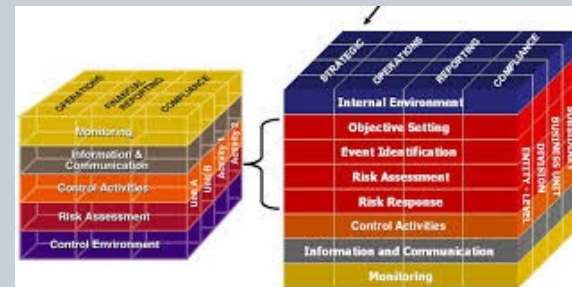 OPERATIONS
FINANCIAL
REPORTING
COMPLIANCE
Monitoring
Information &
Communication
Control Activities
Risk Assessment
Control Environment
Unit A
Unit B
Activity 1
Activity 2
STRATEGIC
OPERATIONS
REPORTING
COMPLIANCE
Internal Environment
Objective Setting
Event Identification
Risk Assessment
Risk Response
Control Activities
Information and Communication
Monitoring
ENTITY - LEVEL
DIVISION
BUSINESS UNIT
SUBSIDIARY